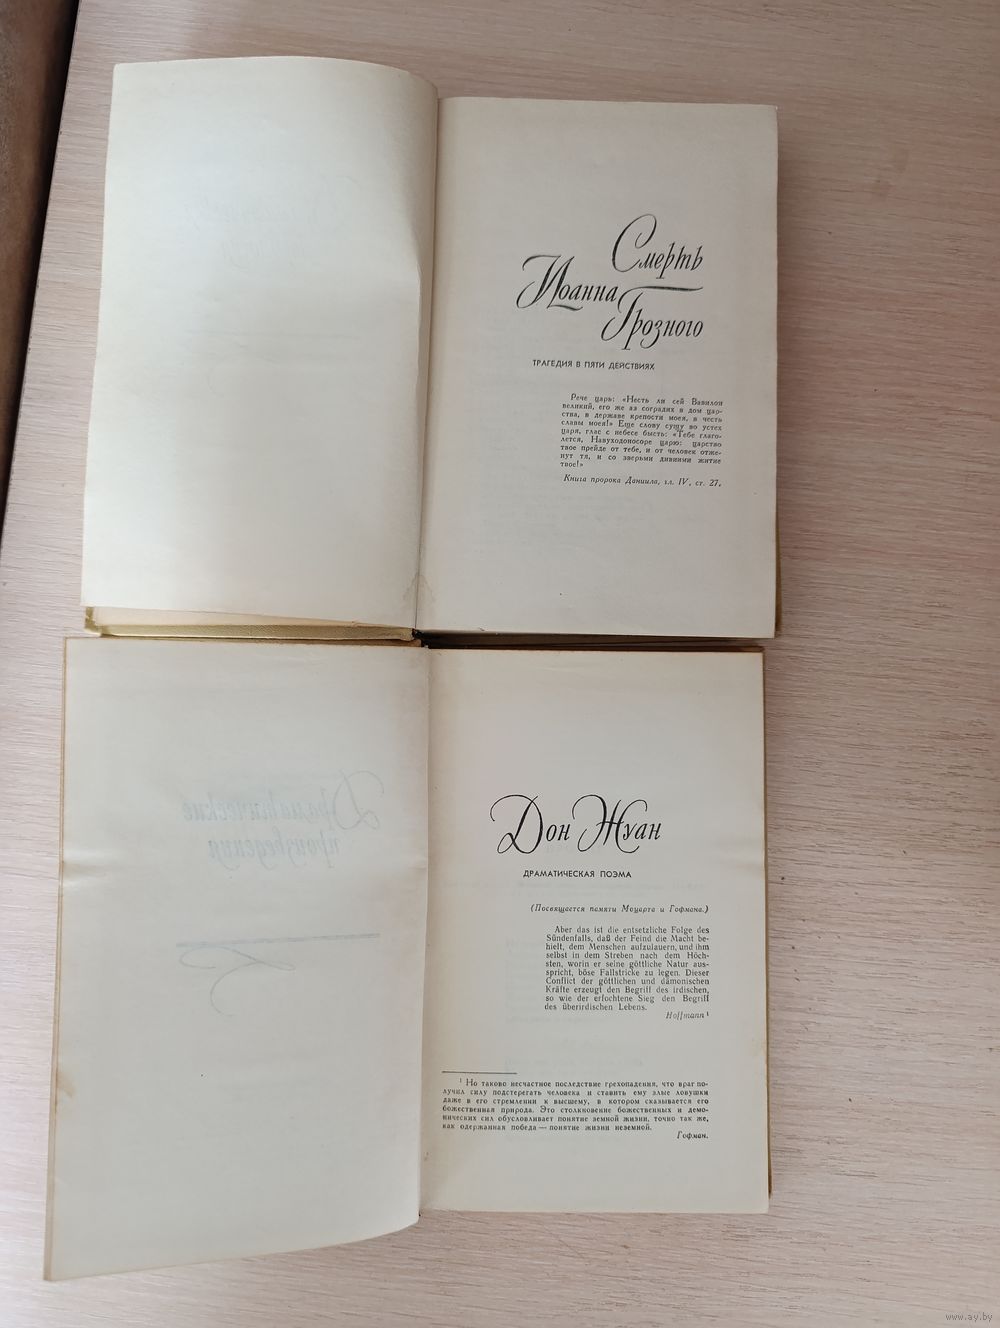 Смерть
Иоанна
Грозного
ТРАГЕДИЯ В ПЯТИ ДЕЙСТВИЯХ
Рече царь: «Несть ли сей Вавилон
великий, его же аз соградих в дом цар-
ства, в державе крепости моея, в честь
славы моея!» Еще слову сущу во устех
царя, глас с небесе бысть: «Тебе глаго-
лется, Навуходоносоре царю: царство
твое прейде от тебе, и от человек отже-
нут тя, и со зверьми дивиими житие
твое!»
Книга пророка Даниила, гл. IV, ст. 27.
Драматические
произведения
Дон Жуан
ДРАМАТИЧЕСКАЯ ПОЭМА
(Посвящается памяти Моцарта и Гофмана.)
Aber das ist die entsetzliche Folge des
Sündenfalls, daß der Feind die Macht be-
hielt, dem Menschen aufzulauern, und ihm
selbst in dem Streben nach dem Höch-
sten, worin er seine göttliche Natur aus-
spricht, böse Fallstricke zu legen. Dieser
Conflict der göttlichen und dämonischen
Kräfte erzeugt den Begriff des irdischen,
so wie der erfochtene Sieg den Begriff
des überirdischen Lebens.
Hoffmann ¹
¹ Но таково несчастное последствие грехопадения, что враг по-
лучил силу подстерегать человека и ставить ему злые ловушки
даже в его стремлении к высшему, в котором сказывается его
божественная природа. Это столкновение божественных и демо-
нических сил обусловливает понятие земной жизни, точно так же,
как одержанная победа — понятие жизни неземной.
Гофман.
www.ay.by